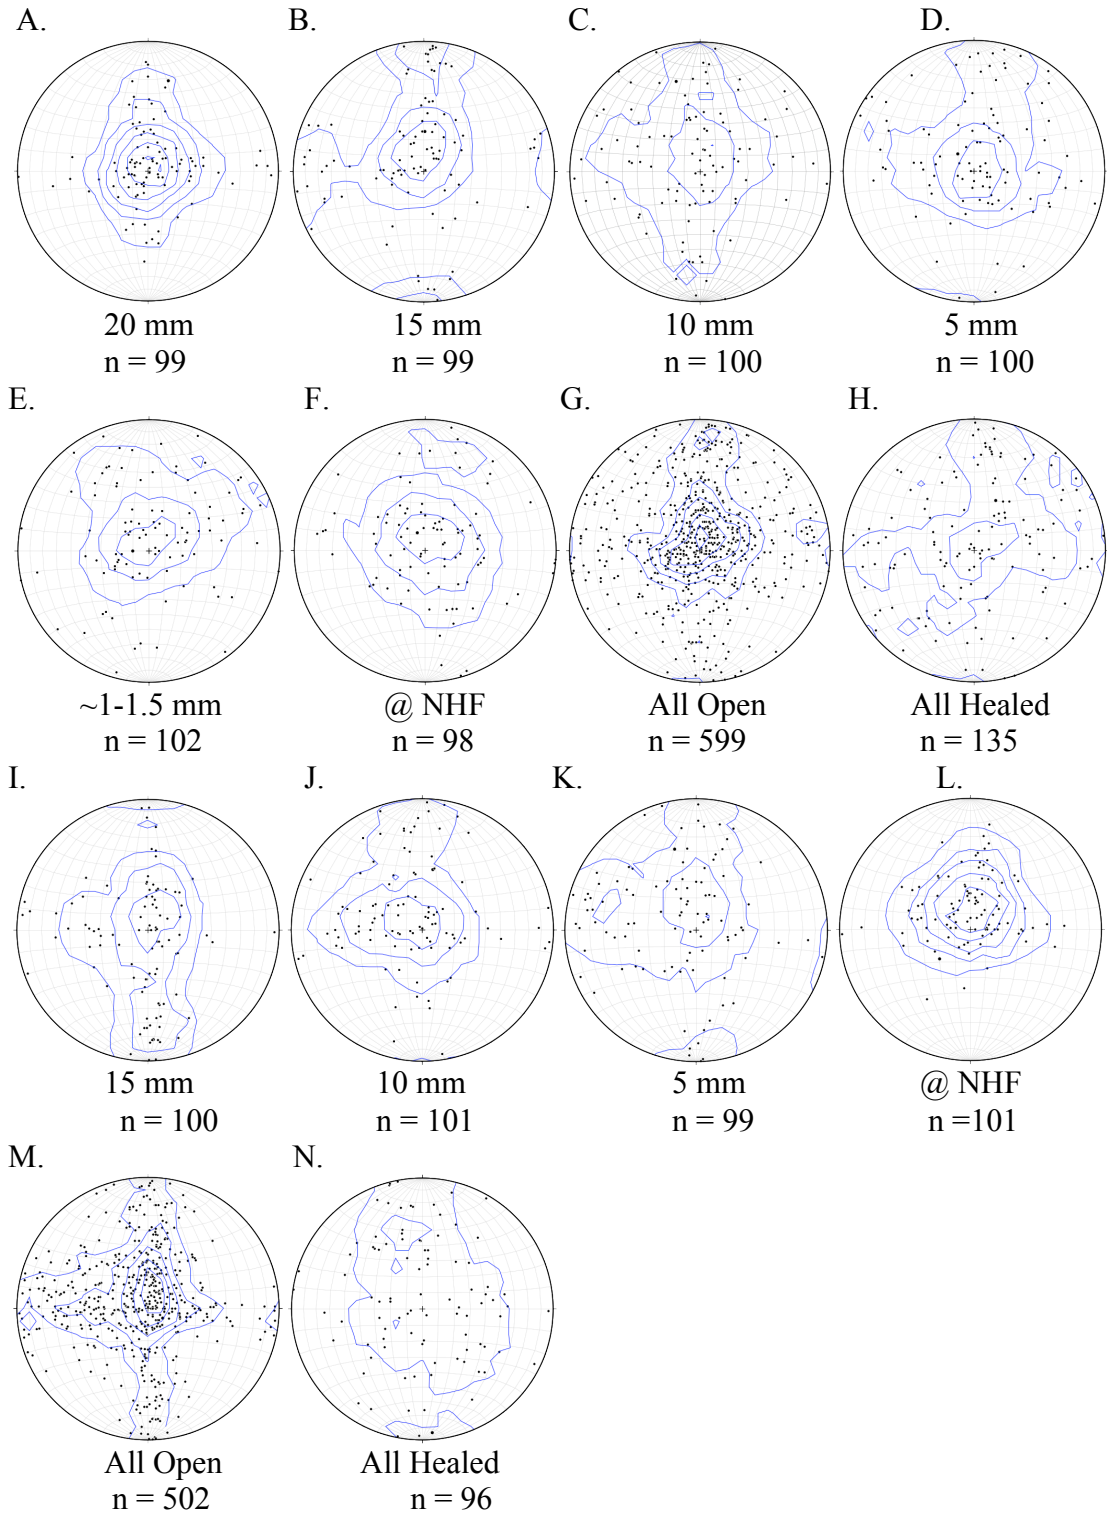 A.
B.
C.
D.
20 mm
n = 99
15 mm
n = 99
10 mm
n = 100
5 mm
n = 100
E.
F.
G.
H.
~1-1.5 mm
n = 102
@ NHF
n = 98
All Open
n = 599
All Healed
n = 135
I.
J.
K.
L.
15 mm
n = 100
10 mm
n = 101
5 mm
n = 99
@ NHF
n =101
M.
N.
All Open
n = 502
All Healed
n = 96